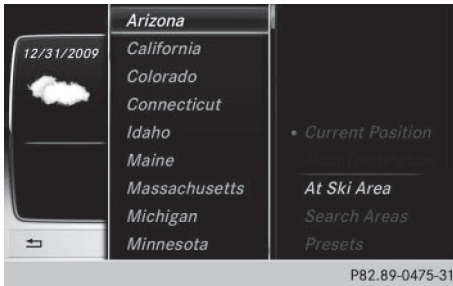 12/31/2009
Arizona
California
Colorado
Connecticut
Idaho
Maine
Massachusetts
Michigan
Minnesota
• Current Position
At Ski Area
Search Areas
Presets
P82.89-0475-31